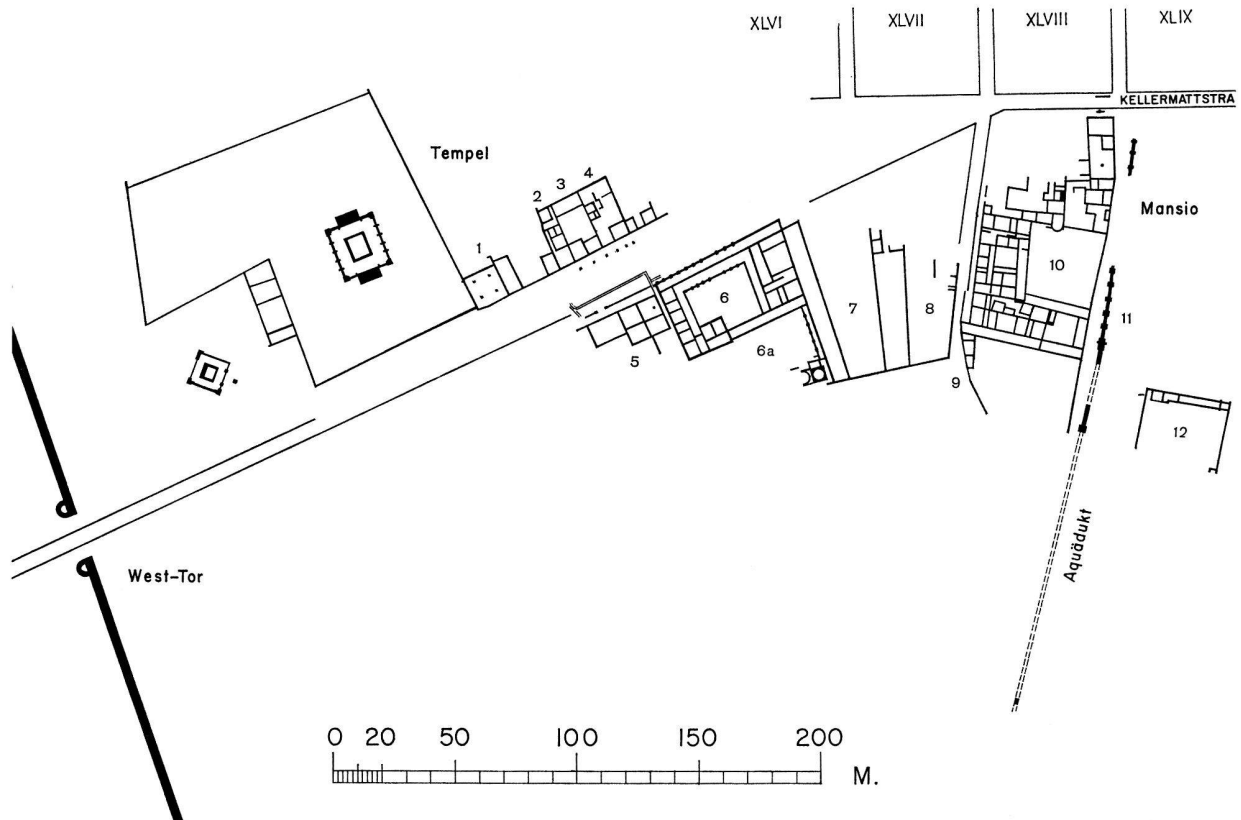 XLVI XLVII XLVIII XLIX
KELLERMATTSTRA
Tempel
2 3 4
Mansio
1
10
6
7 8 11
5 6a
9
12
Aquädukt
West-Tor
0 20 50 100 150 200
M.